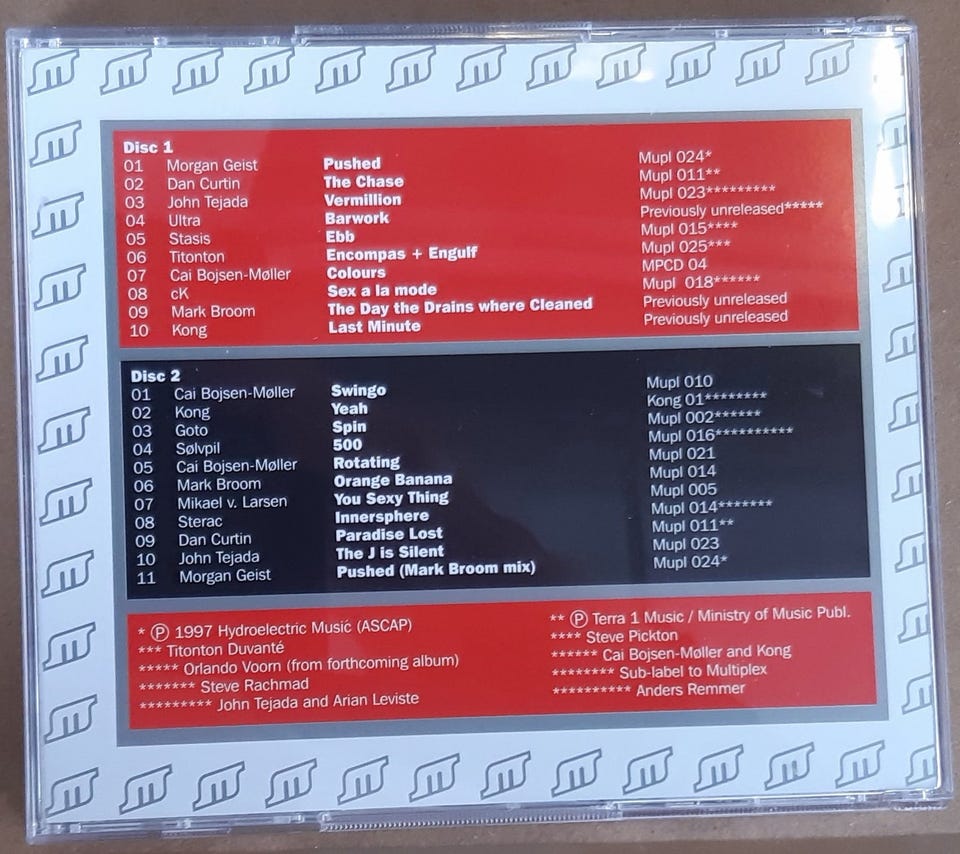 Disc 1
01 Morgan Geist Pushed Mupl 024*
02 Dan Curtin The Chase Mupl 011**
03 John Tejada Vermillion Mupl 023*********
04 Ultra Barwork Previously unreleased*****
05 Stasis Ebb Mupl 015****
06 Titonton Encompas + Engulf Mupl 025***
07 Cai Bojsen-Møller Colours MPCD 04
08 cK Sex a la mode Mupl 018******
09 Mark Broom The Day the Drains where Cleaned Previously unreleased
10 Kong Last Minute Previously unreleased
Disc 2
01 Cai Bojsen-Møller Swingo Mupl 010
02 Kong Yeah Kong 01********
03 Goto Spin Mupl 002******
04 Sølvpil 500 Mupl 016**********
05 Cai Bojsen-Møller Rotating Mupl 021
06 Mark Broom Orange Banana Mupl 014
07 Mikael v. Larsen You Sexy Thing Mupl 005
08 Sterac Innersphere Mupl 014*******
09 Dan Curtin Paradise Lost Mupl 011**
10 John Tejada The J is Silent Mupl 023
11 Morgan Geist Pushed (Mark Broom mix) Mupl 024*
* ℗ 1997 Hydroelectric Music (ASCAP)
*** Titonton Duvanté
***** Orlando Voorn (from forthcoming album)
******* Steve Rachmad
********* John Tejada and Arian Leviste
** ℗ Terra 1 Music / Ministry of Music Publ.
**** Steve Pickton
****** Cai Bojsen-Møller and Kong
******** Sub-label to Multiplex
********** Anders Remmer